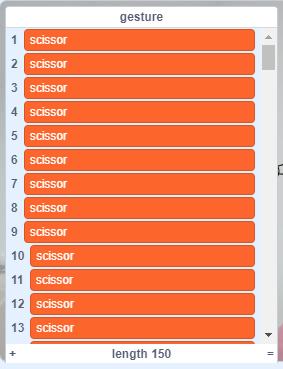 gesture
1 scissor
2 scissor
3 scissor
4 scissor
5 scissor
6 scissor
7 scissor
8 scissor
9 scissor
10 scissor
11 scissor
12 scissor
13 scissor
+ length 150 =